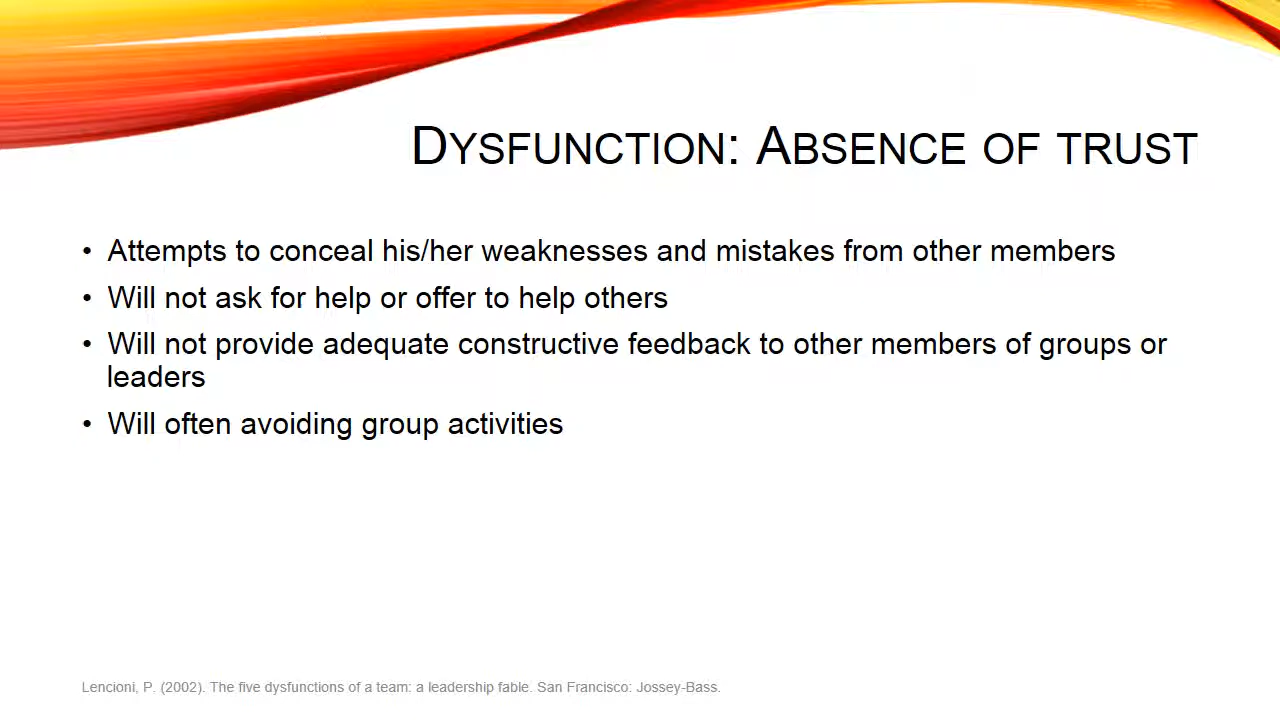 DYSFUNCTION: ABSENCE OF TRUST
• Attempts to conceal his/her weaknesses and mistakes from other members
• Will not ask for help or offer to help others
• Will not provide adequate constructive feedback to other members of groups or
leaders
• Will often avoiding group activities
Lencioni, P. (2002). The five dysfunctions of a team: a leadership fable. San Francisco: Jossey-Bass.